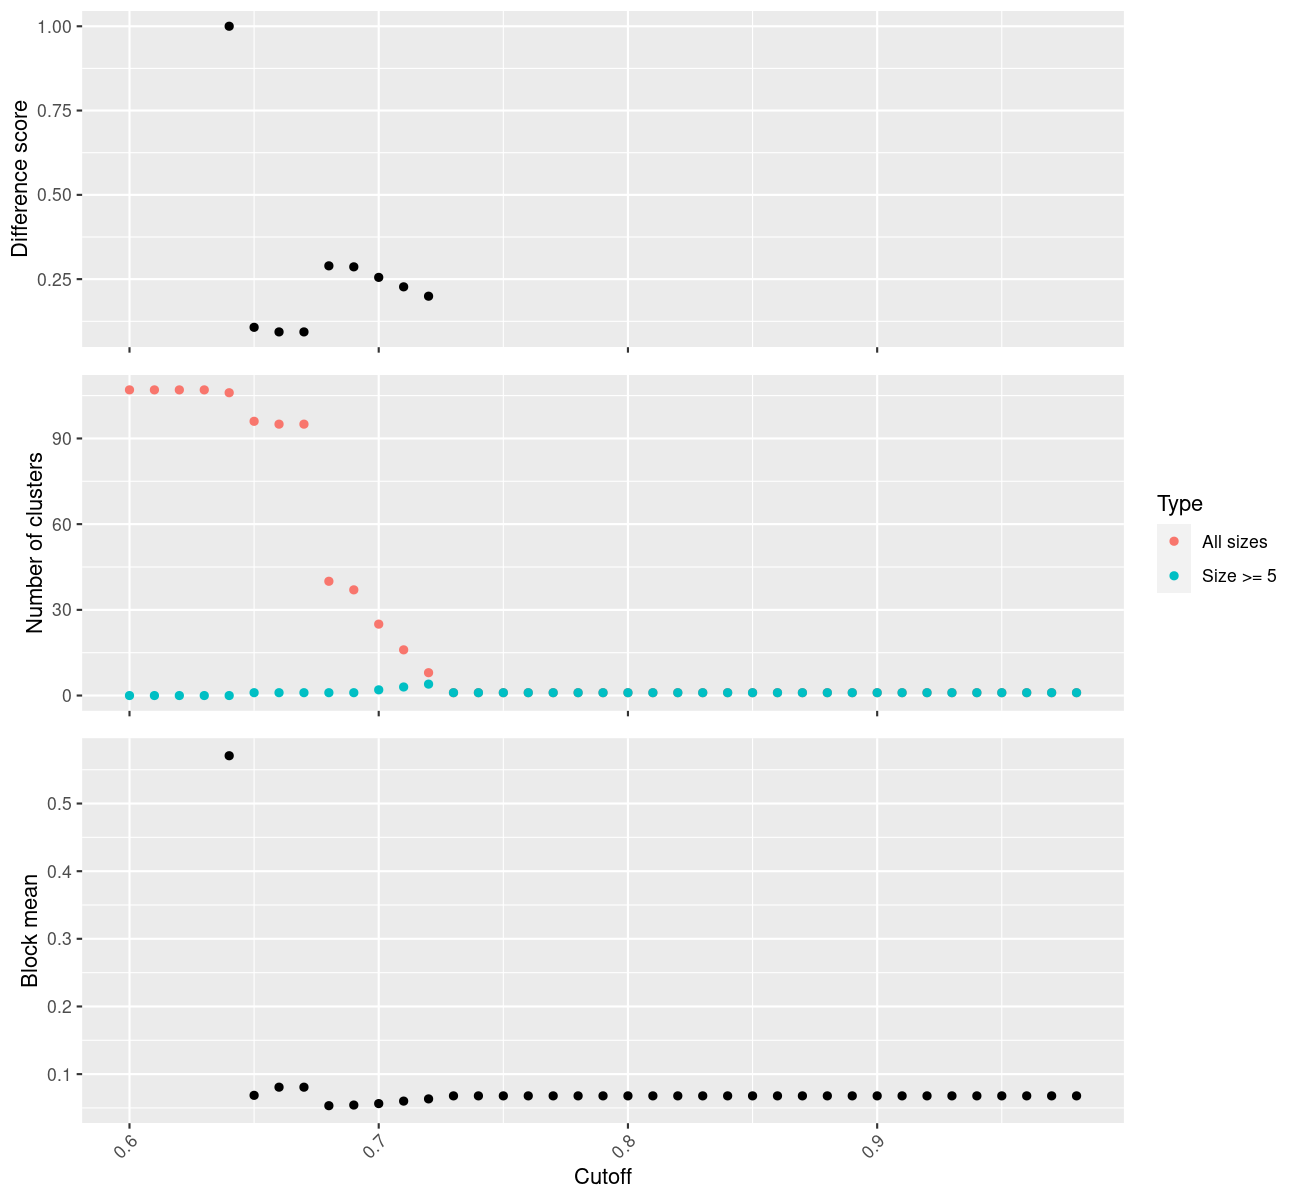 1.00
0.75
0.50
0.25
Difference score
90
60
30
0
Number of clusters
Type
All sizes
Size >= 5
0.5
0.4
0.3
0.2
0.1
Block mean
0.6 0.7 0.8 0.9
Cutoff